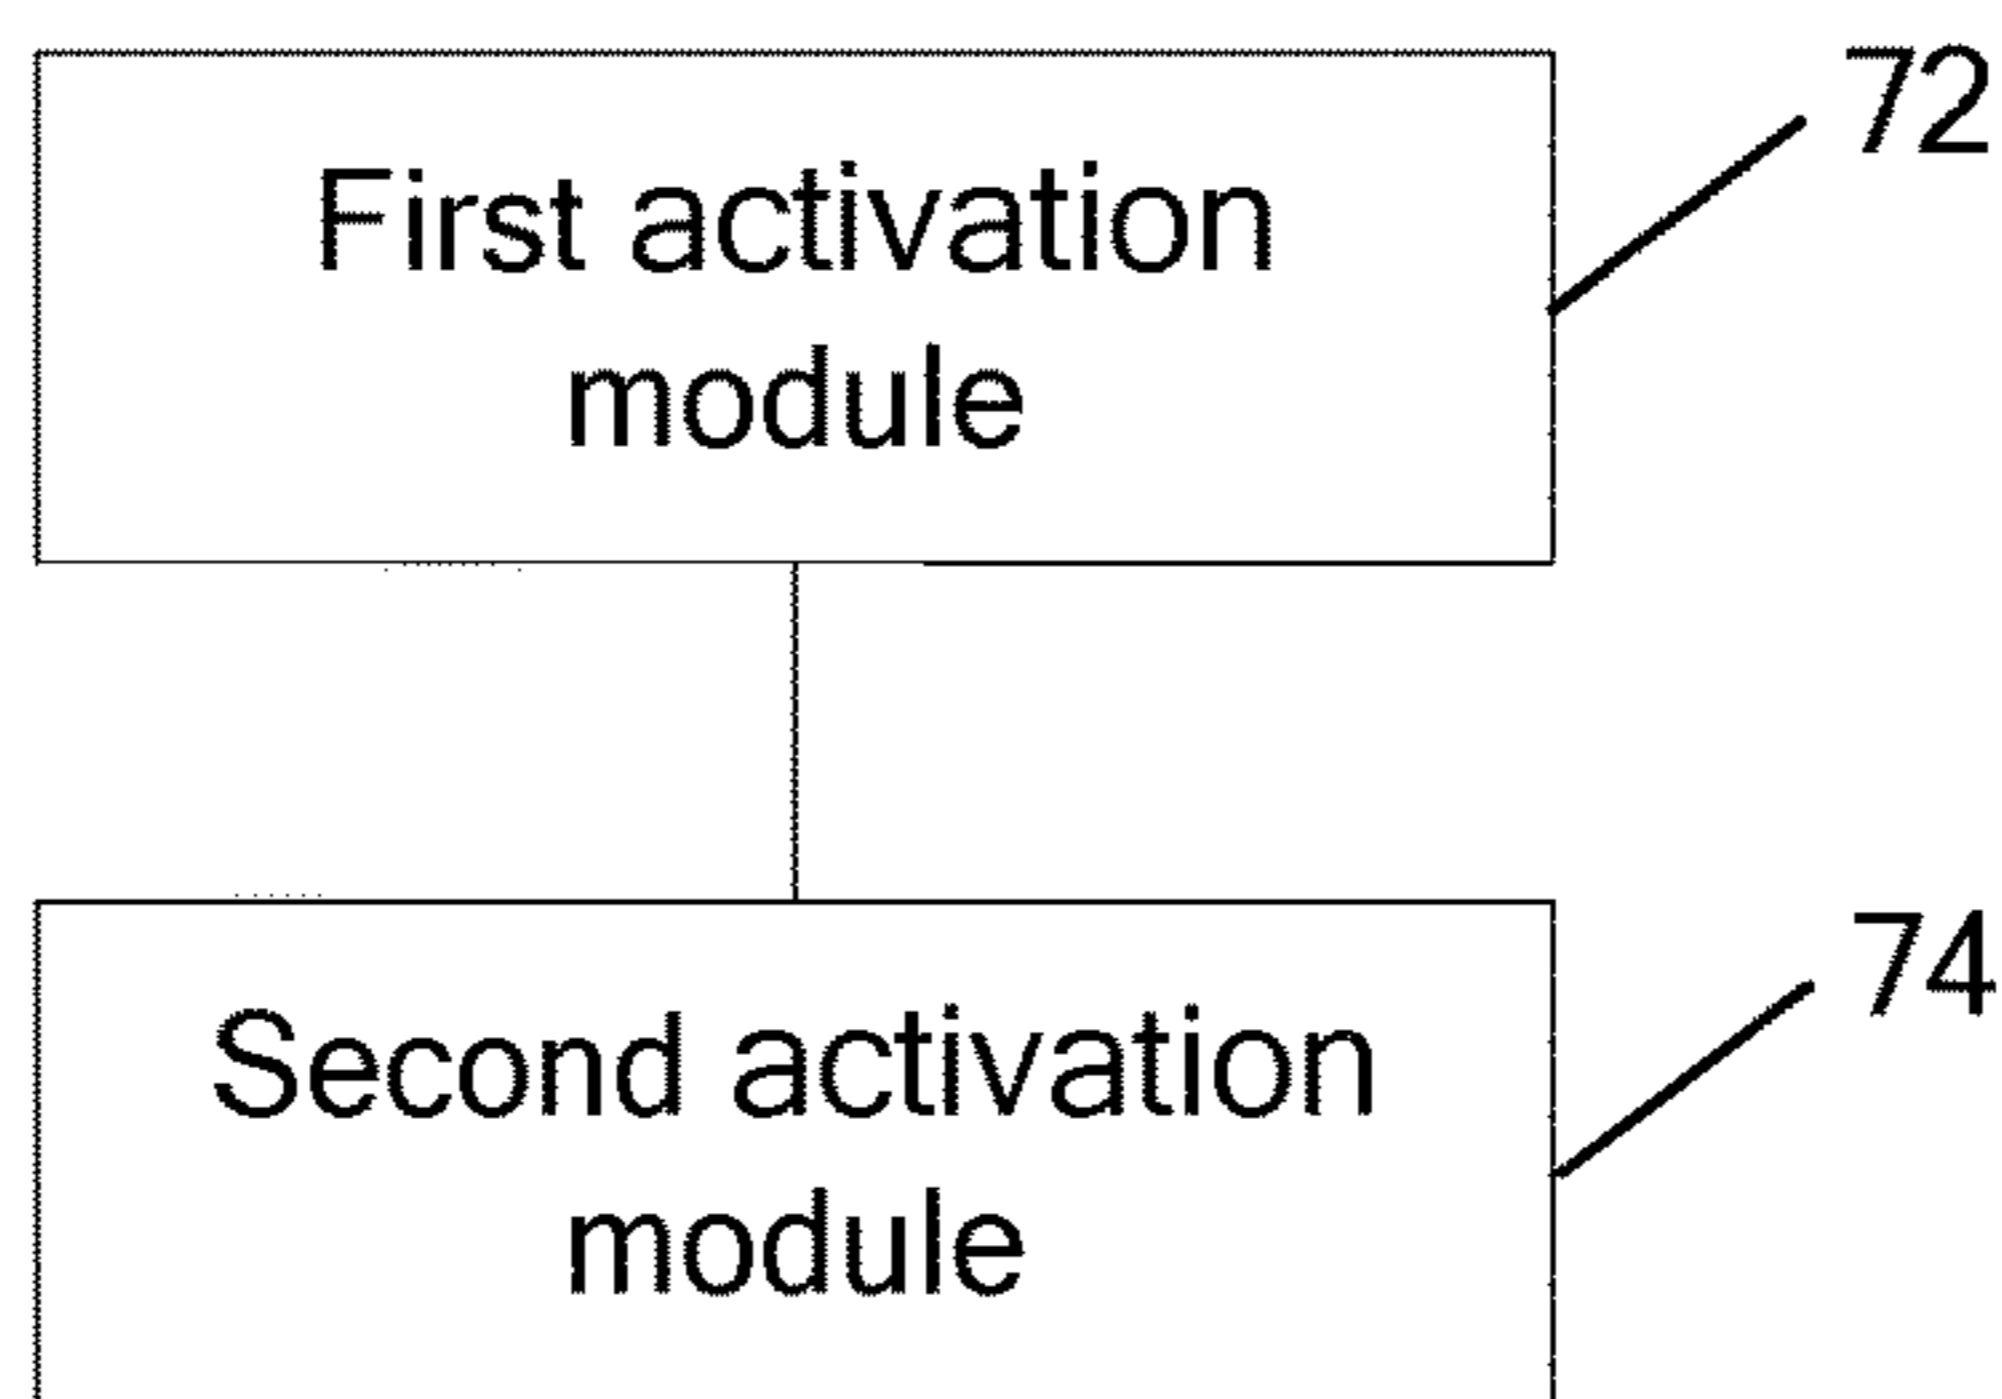 72
First activation
module
74
Second activation
module